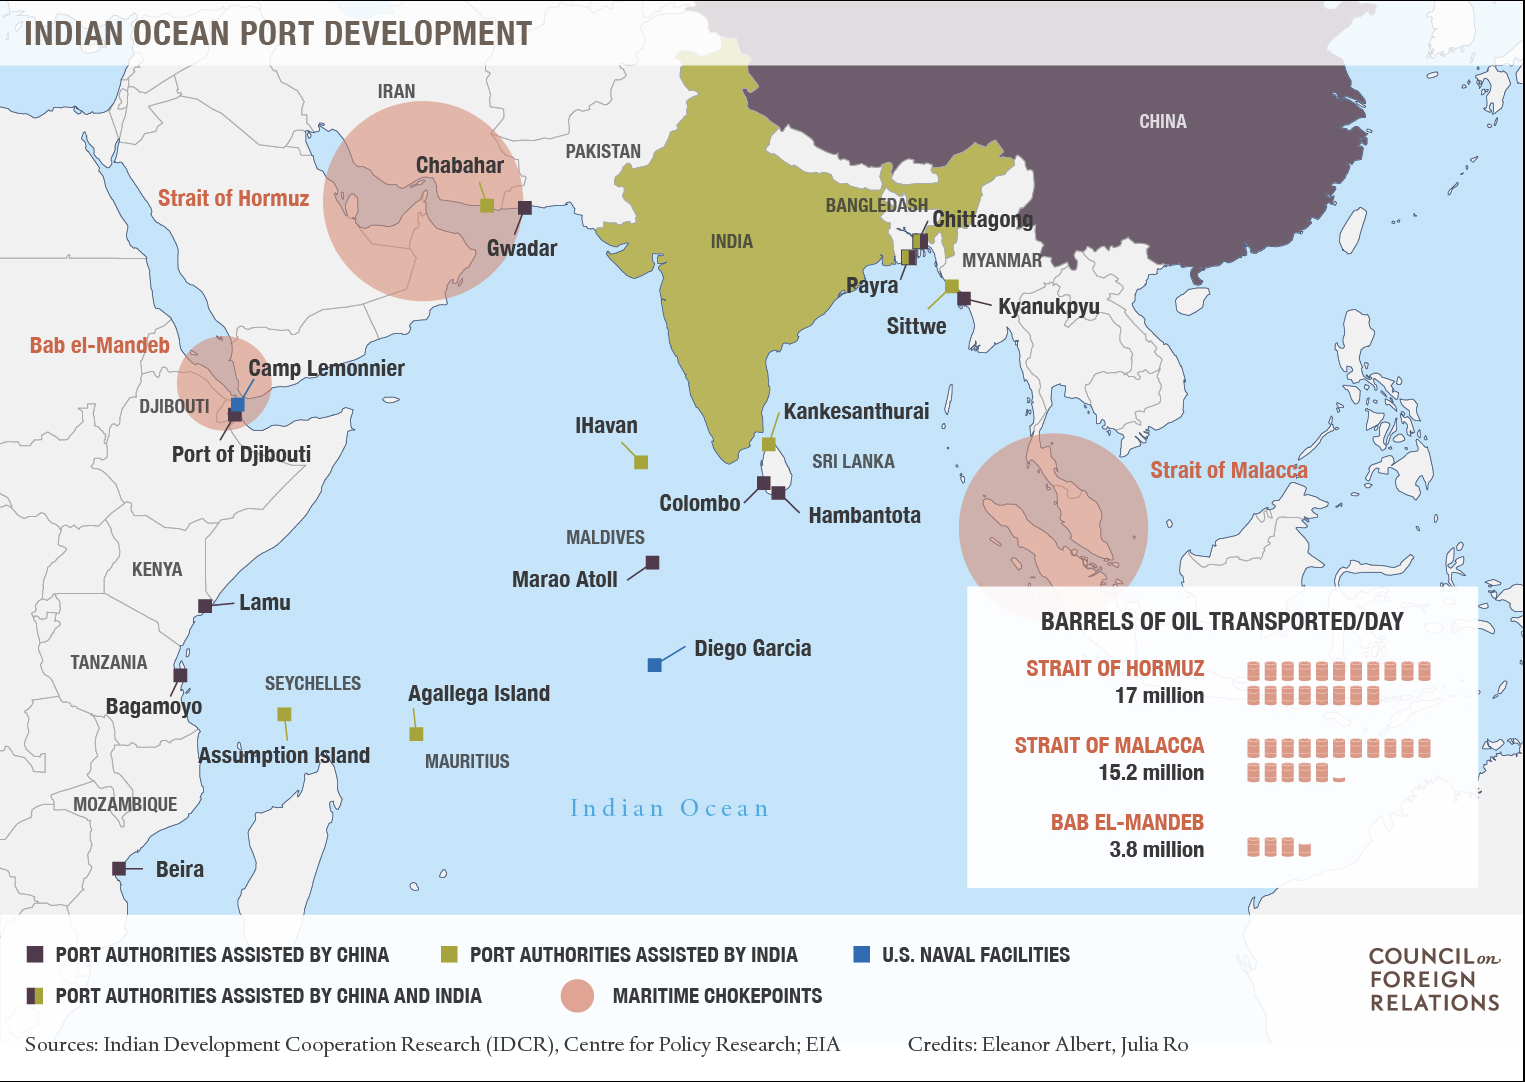 INDIAN OCEAN PORT DEVELOPMENT
IRAN
CHINA
PAKISTAN
Chabahar
Strait of Hormuz
BANGLEDASH
Chittagong
INDIA
Gwadar
MYANMAR
Payra
Kyanukpyu
Sittwe
Bab el-Mandeb
Camp Lemonnier
DJIBOUTI
Kankesanthurai
IHavan
Port of Djibouti
SRI LANKA
Strait of Malacca
Colombo
Hambantota
MALDIVES
KENYA
Marao Atoll
Lamu
Diego Garcia
TANZANIA
SEYCHELLES
Agallega Island
Bagamoyo
Assumption Island
MAURITIUS
MOZAMBIQUE
Indian Ocean
Beira
BARRELS OF OIL TRANSPORTED/DAY
STRAIT OF HORMUZ
17 million
STRAIT OF MALACCA
15.2 million
BAB EL-MANDEB
3.8 million
PORT AUTHORITIES ASSISTED BY CHINA
PORT AUTHORITIES ASSISTED BY INDIA
U.S. NAVAL FACILITIES
PORT AUTHORITIES ASSISTED BY CHINA AND INDIA
MARITIME CHOKEPOINTS
COUNCIL on
FOREIGN
RELATIONS
Sources: Indian Development Cooperation Research (IDCR), Centre for Policy Research; EIA
Credits: Eleanor Albert, Julia Ro